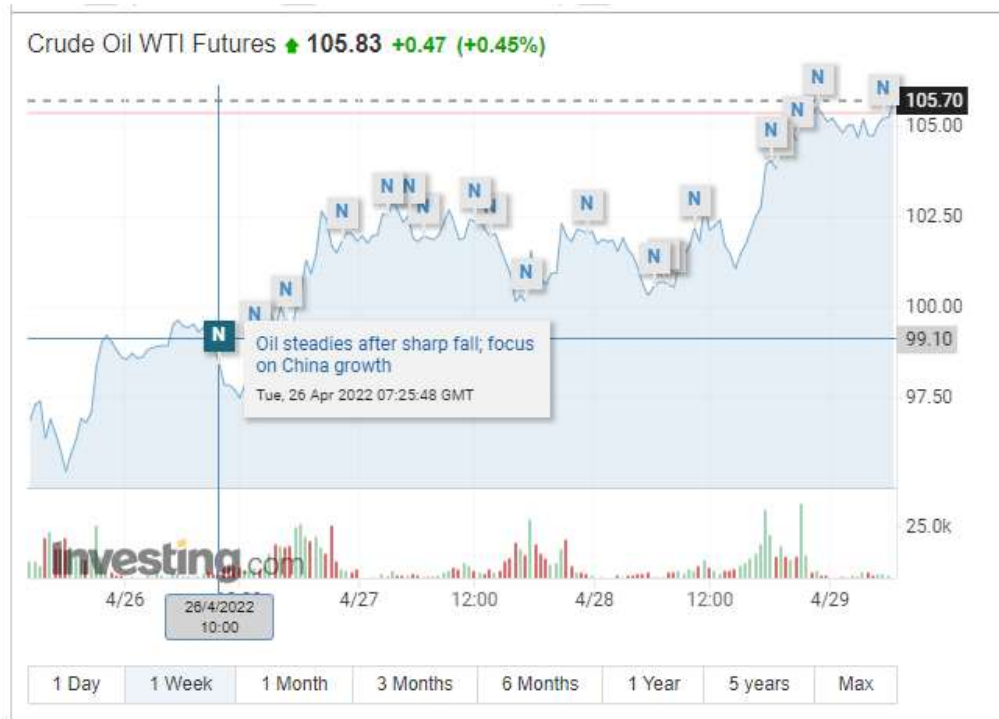 Crude Oil WTI Futures 105.83 +0.47 (+0.45%)
N
N
105.70
N
105.00
N
N
N
N
N
N
N
N
N
102.50
N
N
N
N
100.00
N
N
99.10
Oil steadies after sharp fall; focus
on China growth
Tue, 26 Apr 2022 07:25:48 GMT
97.50
25.0k
Investing.com
4/26
4/27
12:00
4/28
12:00
4/29
26/4/2022
10:00
1 Day
1 Week
1 Month
3 Months
6 Months
1 Year
5 years
Max